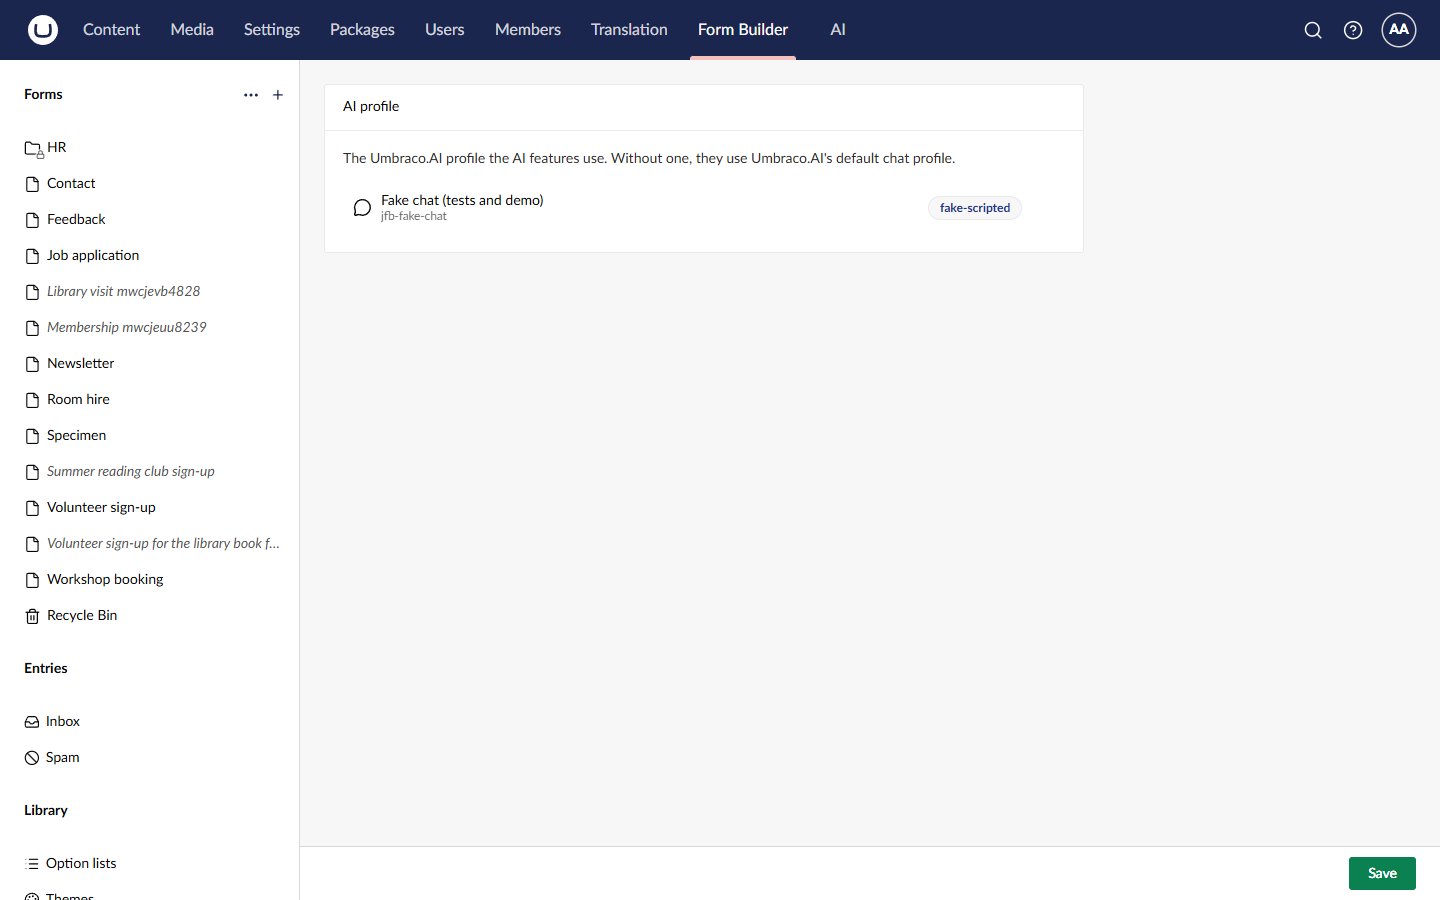 Content
Media
Settings
Packages
Users
Members
Translation
Form Builder
AI
AA
Forms
HR
Contact
Feedback
Job application
Library visit mwcjevb4828
Membership mwcjeuu8239
Newsletter
Room hire
Specimen
Summer reading club sign-up
Volunteer sign-up
Volunteer sign-up for the library book f...
Workshop booking
Recycle Bin
Entries
Inbox
Spam
Library
Option lists
Themes
AI profile
The Umbraco.AI profile the AI features use. Without one, they use Umbraco.AI's default chat profile.
Fake chat (tests and demo)
jfb-fake-chat
fake-scripted
Save